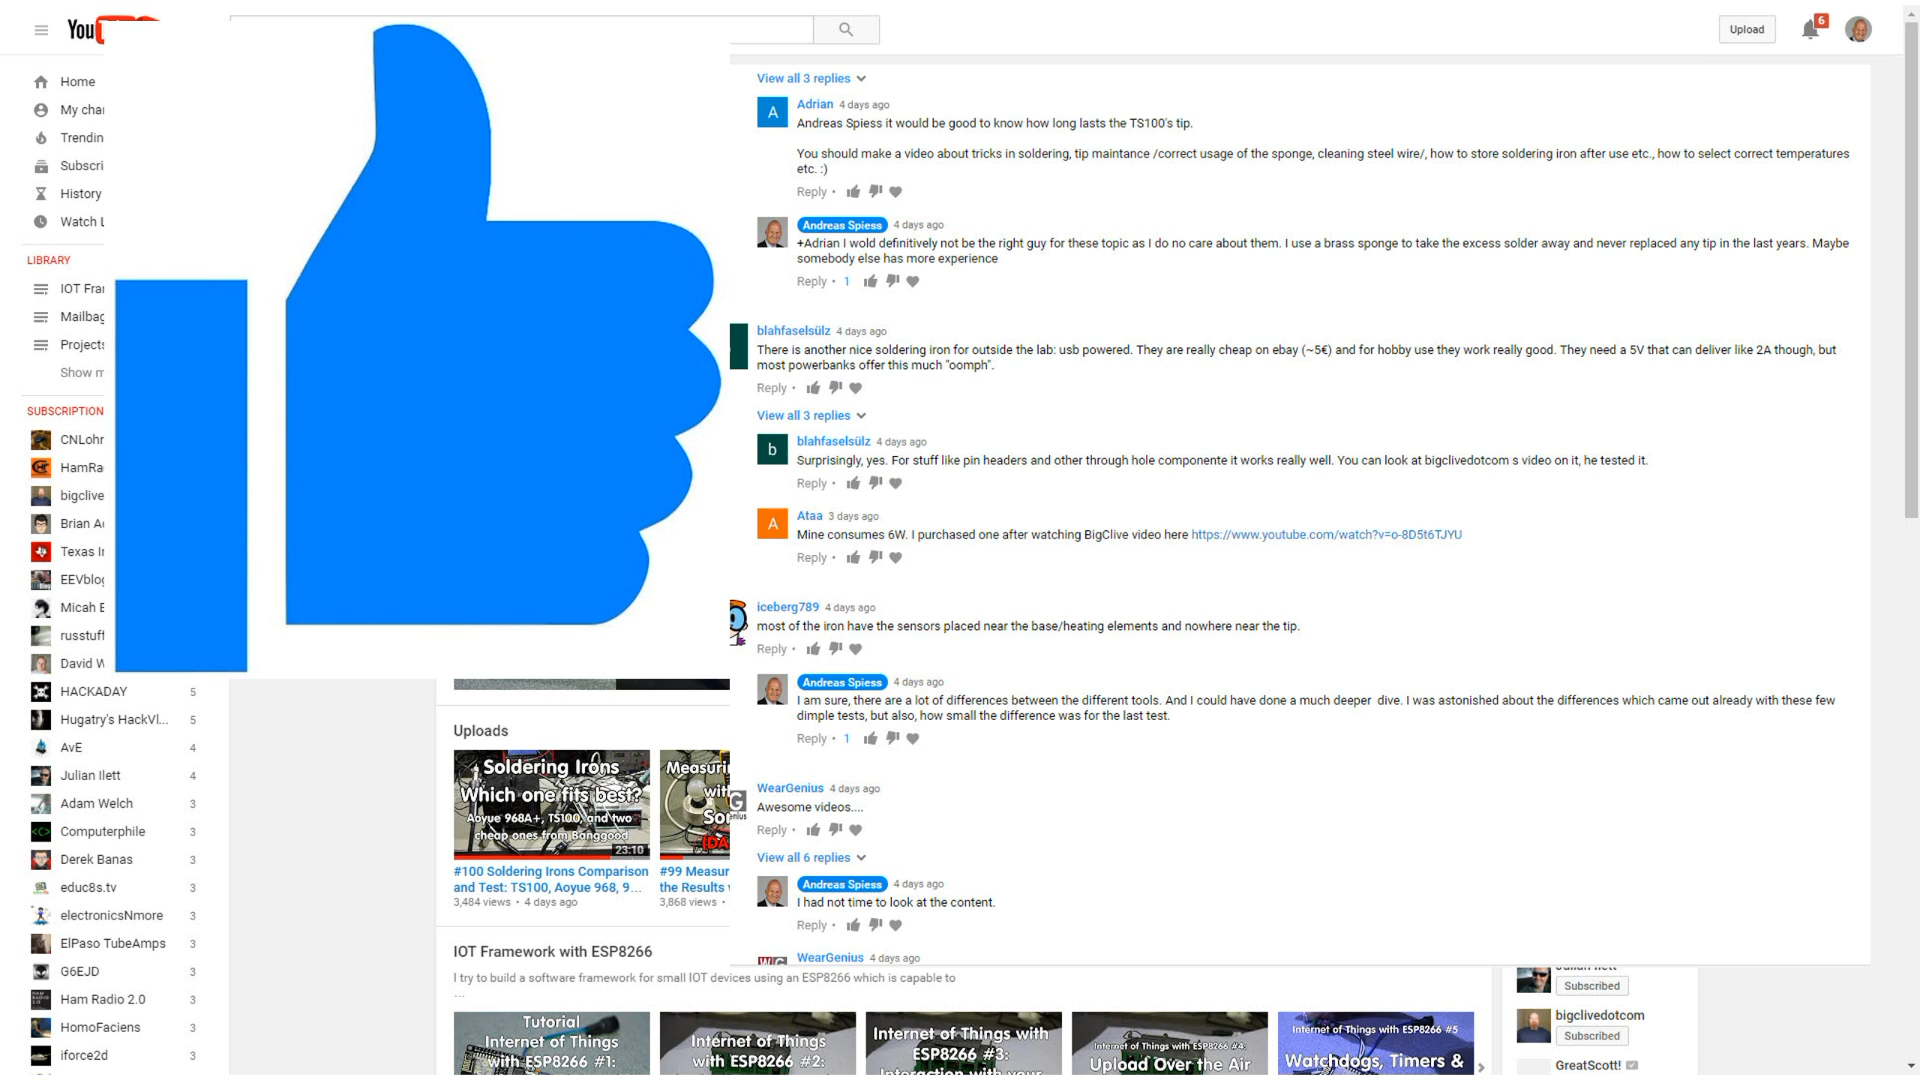 You
Upload
6
Home
My cha
Trendin
Subscri
History
Watch L
LIBRARY
IOT Fra
Mailbag
Projects
Show m
SUBSCRIPTION
CNLohr
HamRa
bigclive
Brian A
Texas I
EEVblog
Micah E
russtuff
David W
HACKADAY 5
Hugatry's HackVl... 5
AvE 4
Julian Ilett 4
Adam Welch 3
Computerphile 3
Derek Banas 3
educ8s.tv 3
electronicsNmore 3
ElPaso TubeAmps 3
G6EJD 3
Ham Radio 2.0 3
HomoFaciens 3
iforce2d 3
View all 3 replies
A
Adrian 4 days ago
Andreas Spiess it would be good to know how long lasts the TS100's tip.
You should make a video about tricks in soldering, tip maintance /correct usage of the sponge, cleaning steel wire/, how to store soldering iron after use etc., how to select correct temperatures
etc. :)
Reply •
Andreas Spiess 4 days ago
+Adrian I wold definitively not be the right guy for these topic as I do no care about them. I use a brass sponge to take the excess solder away and never replaced any tip in the last years. Maybe
somebody else has more experience
Reply • 1
blahfaselsülz 4 days ago
There is another nice soldering iron for outside the lab: usb powered. They are really cheap on ebay (~5€) and for hobby use they work really good. They need a 5V that can deliver like 2A though, but
most powerbanks offer this much "oomph".
Reply •
View all 3 replies
b
blahfaselsülz 4 days ago
Surprisingly, yes. For stuff like pin headers and other through hole componente it works really well. You can look at bigclivedotcom s video on it, he tested it.
Reply •
A
Ataa 3 days ago
Mine consumes 6W. I purchased one after watching BigClive video here https://www.youtube.com/watch?v=o-8D5t6TJYU
Reply •
iceberg789 4 days ago
most of the iron have the sensors placed near the base/heating elements and nowhere near the tip.
Reply •
Andreas Spiess 4 days ago
I am sure, there are a lot of differences between the different tools. And I could have done a much deeper dive. I was astonished about the differences which came out already with these few
dimple tests, but also, how small the difference was for the last test.
Reply • 1
WearGenius 4 days ago
G
enius
Awesome videos....
Reply •
View all 6 replies
Andreas Spiess 4 days ago
I had not time to look at the content.
Reply •
WearGenius 4 days ago
Uploads
Soldering Irons
Which one fits best?
Aoyue 968A+, TS100, and two
cheap ones from Banggood
23:10
#100 Soldering Irons Comparison
and Test: TS100, Aoyue 968, 9...
3,484 views • 4 days ago
Measuri
with
So
(DA
#99 Measur
the Results
3,868 views •
IOT Framework with ESP8266
I try to build a software framework for small IOT devices using an ESP8266 which is capable to
...
Tutorial
Internet of Things
with ESP8266 #1:
Internet of Things
with ESP8266 #2:
Internet of Things with
ESP8266 #3:
Interaction with your
Internet of Things with ESP8266 #4:
Upload Over the Air
Internet of Things with ESP8266 #5
Watchdogs, Timers &
Julian Ilett
Subscribed
bigclivedotcom
Subscribed
GreatScott!